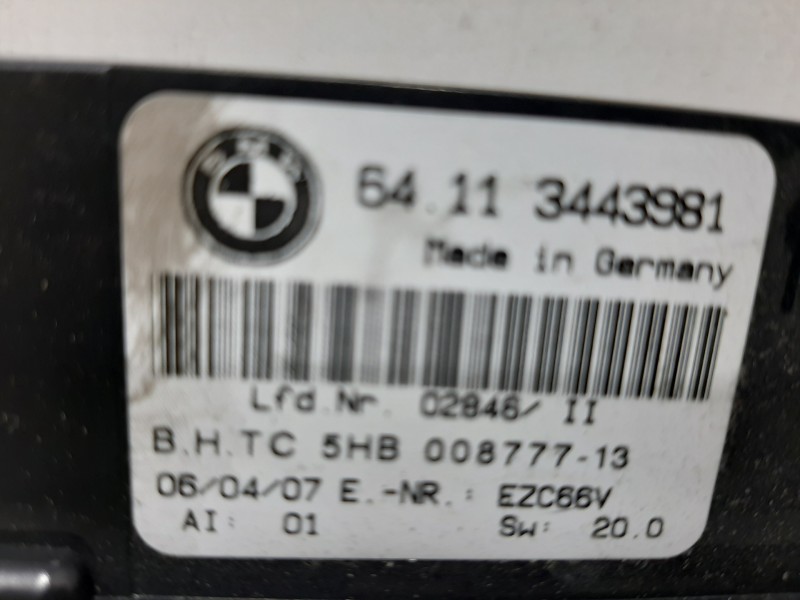 BMW
64.11 3443981
Made in Germany
Lfd.Nr. 02846/ II
B.H.TC 5HB 008777-13
06/04/07 E.-NR.: EZC66V
AI: 01 Sw: 20.0